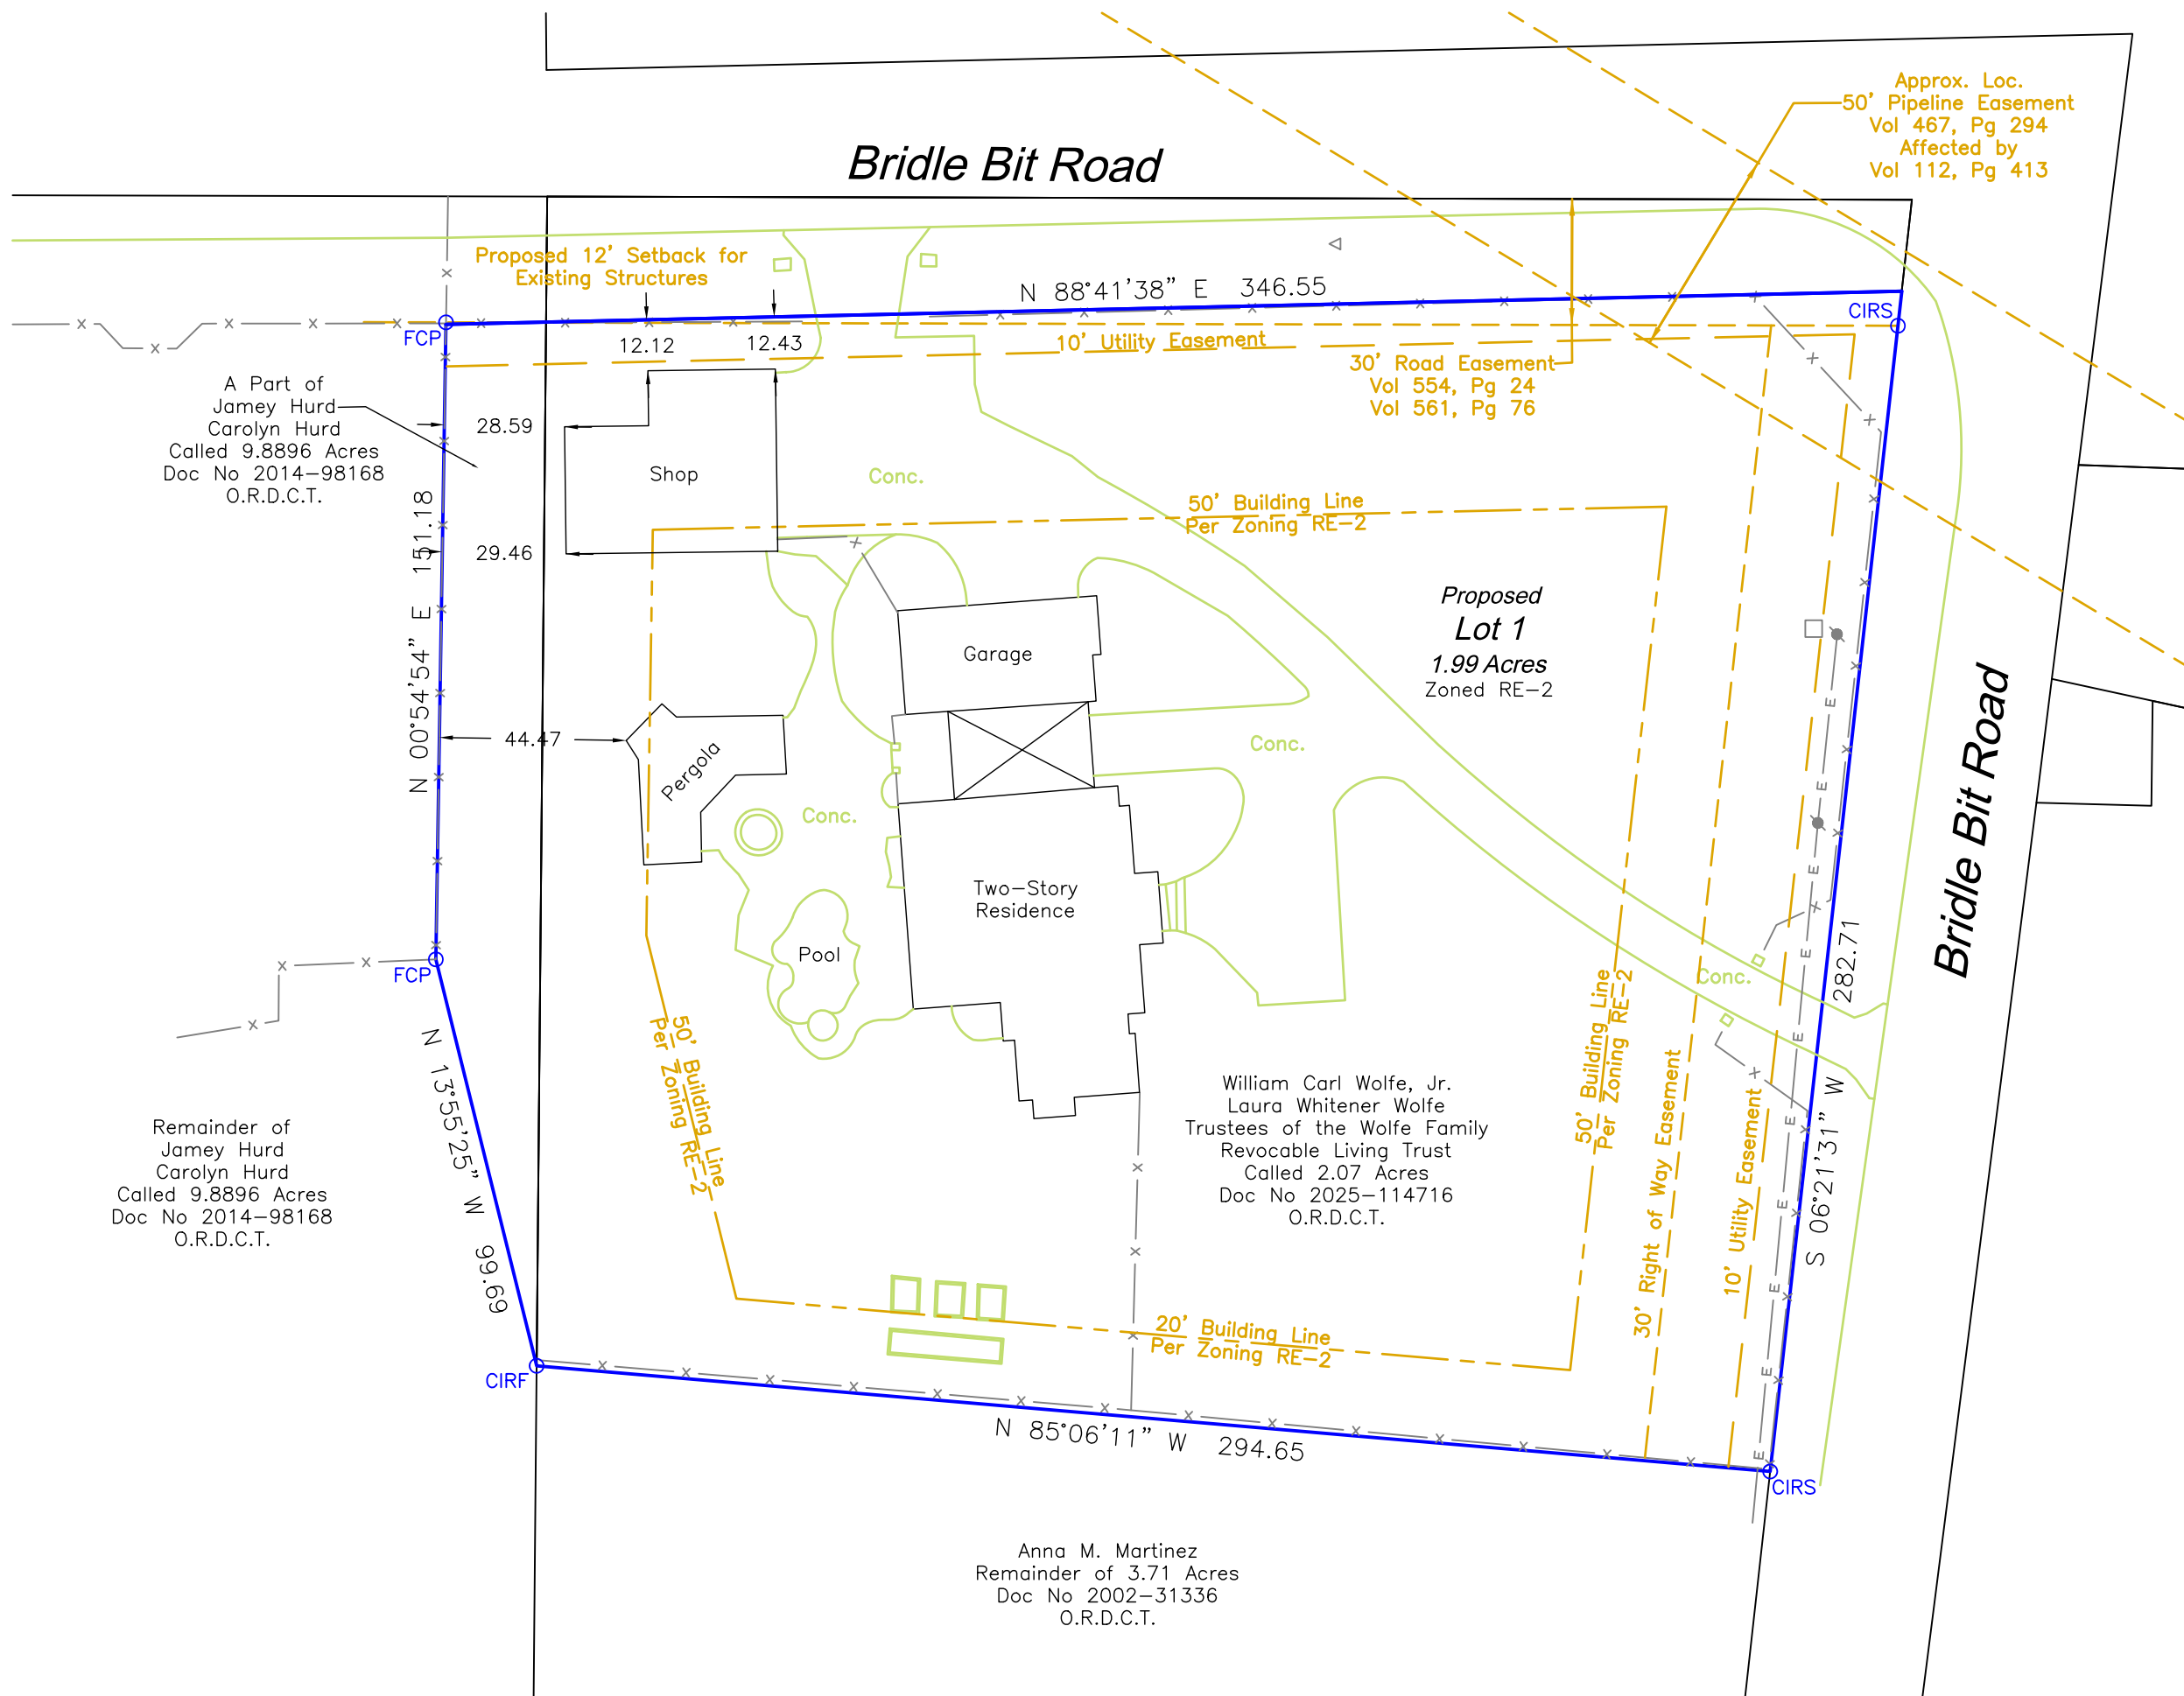 Approx. Loc.
50' Pipeline Easement
Vol 467, Pg 294
Affected by
Vol 112, Pg 413
Bridle Bit Road
Proposed 12' Setback for
Existing Structures
N 88°41'38" E 346.55
CIRS
FCP
12.12
12.43
10' Utility Easement
30' Road Easement
Vol 554, Pg 24
Vol 561, Pg 76
A Part of
Jamey Hurd
Carolyn Hurd
Called 9.8896 Acres
Doc No 2014-98168
O.R.D.C.T.
28.59
Shop
Conc.
50' Building Line
Per Zoning RE-2
29.46
N 00°54'54" E 151.18
Proposed
Lot 1
1.99 Acres
Zoned RE-2
Garage
44.47
Pergola
Conc.
Conc.
Bridle Bit Road
Two-Story
Residence
Pool
FCP
Conc.
S 06°21'31" W 282.71
50' Building Line
Per Zoning RE-2
50' Building Line
Per Zoning RE-2
30' Right of Way Easement
10' Utility Easement
N 13°55'25" W 99.69
William Carl Wolfe, Jr.
Laura Whitener Wolfe
Trustees of the Wolfe Family
Revocable Living Trust
Called 2.07 Acres
Doc No 2025-114716
O.R.D.C.T.
Remainder of
Jamey Hurd
Carolyn Hurd
Called 9.8896 Acres
Doc No 2014-98168
O.R.D.C.T.
20' Building Line
Per Zoning RE-2
CIRF
N 85°06'11" W 294.65
CIRS
Anna M. Martinez
Remainder of 3.71 Acres
Doc No 2002-31336
O.R.D.C.T.